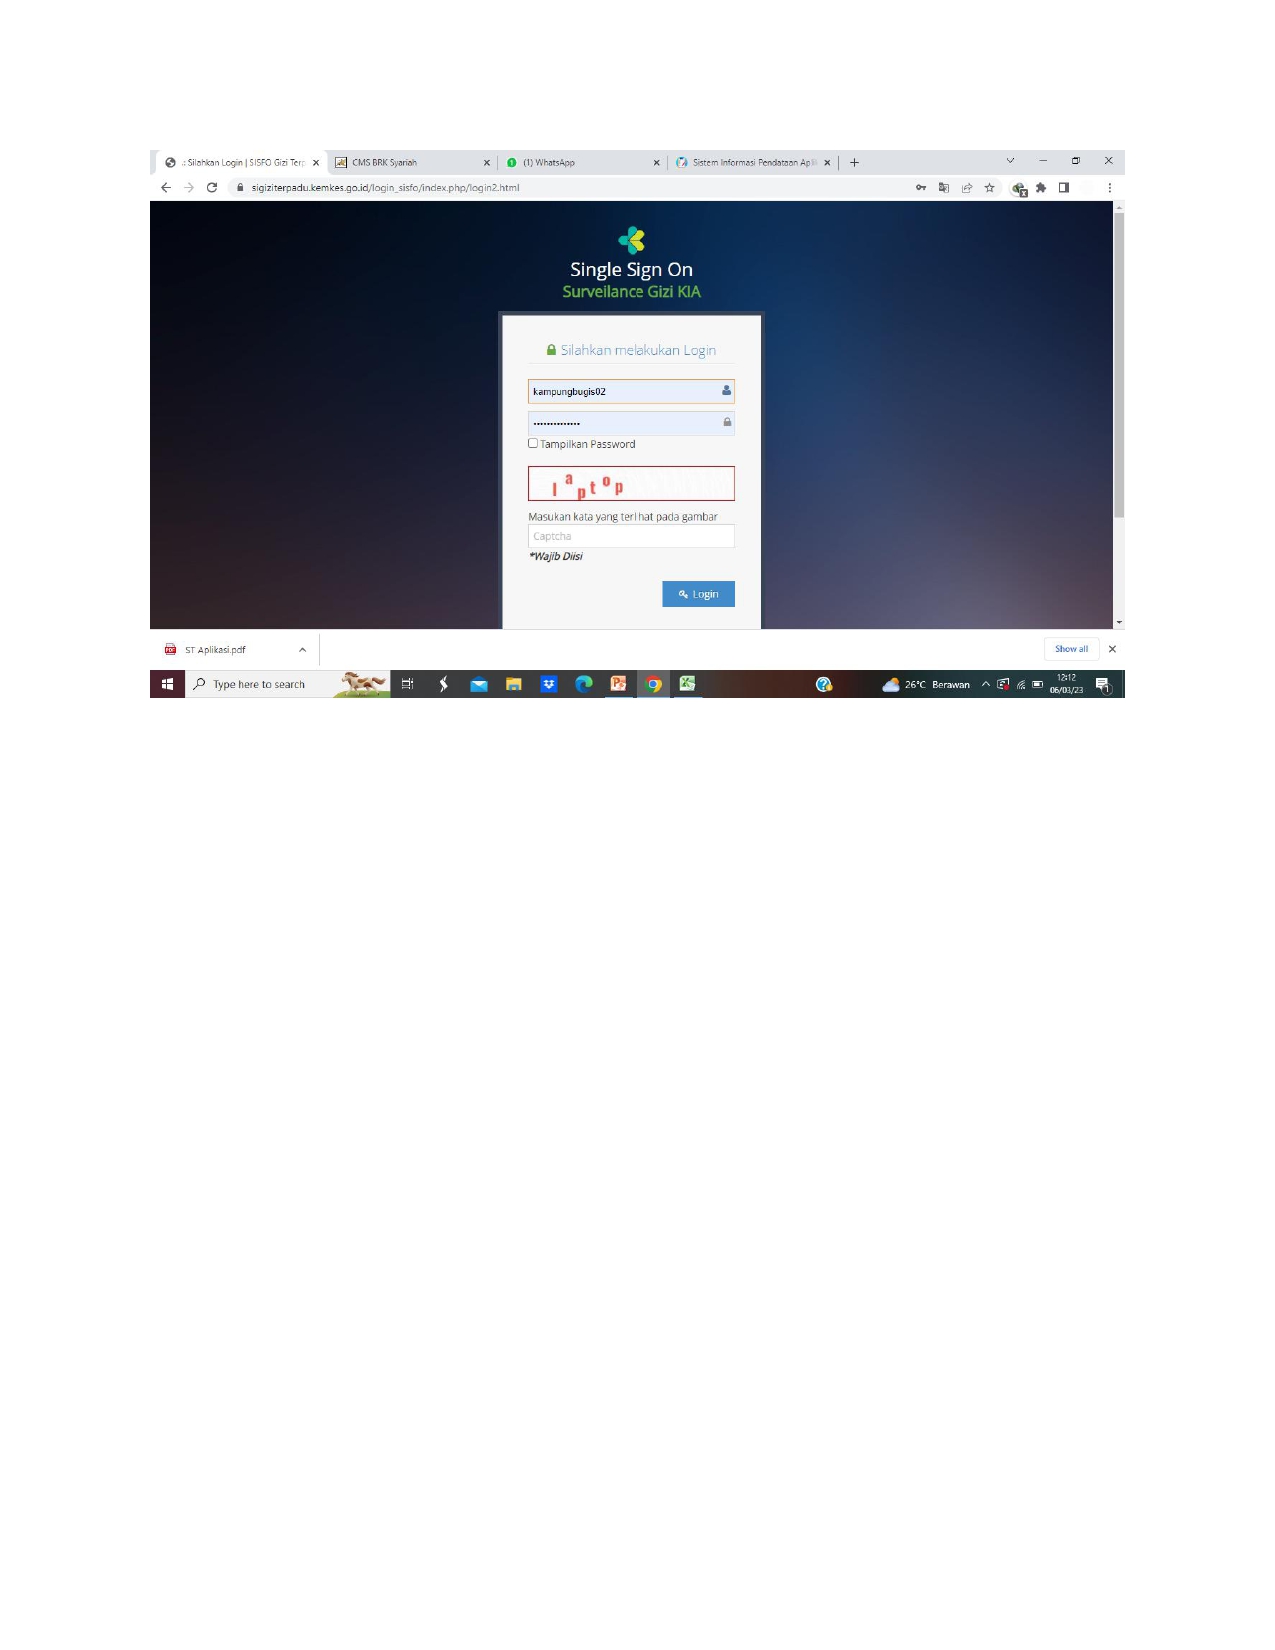 .: Silahkan Login | SISFO Gizi Terp
CMS BRK Syariah
(1) WhatsApp
Sistem Informasi Pendataan Apli
sigiziterpadu.kemkes.go.id/login_sisfo/index.php/login2.html
Single Sign On
Surveilance Gizi KIA
Silahkan melakukan Login
kampungbugis02
••••••••••••••
Tampilkan Password
laptop
Masukan kata yang terlihat pada gambar
Captcha
*Wajib Diisi
Login
ST Aplikasi.pdf
Show all
Type here to search
26°C Berawan
12:12
06/03/23